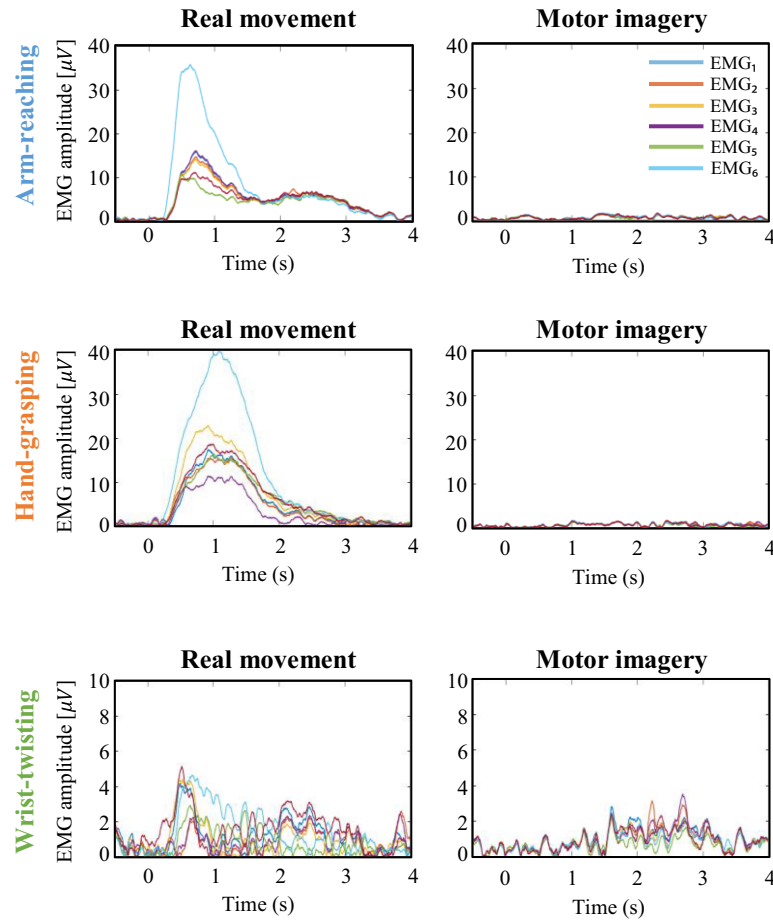 Real movement
Motor imagery
Arm-reaching
EMG amplitude [μV]
40
30
20
10
0
0 1 2 3 4
Time (s)
40
30
20
10
0
0 1 2 3 4
Time (s)
EMG₁
EMG₂
EMG₃
EMG₄
EMG₅
EMG₆
Real movement
Motor imagery
Hand-grasping
EMG amplitude [μV]
40
30
20
10
0
0 1 2 3 4
Time (s)
40
30
20
10
0
0 1 2 3 4
Time (s)
Real movement
Motor imagery
Wrist-twisting
EMG amplitude [μV]
10
8
6
4
2
0
0 1 2 3 4
Time (s)
10
8
6
4
2
0
0 1 2 3 4
Time (s)